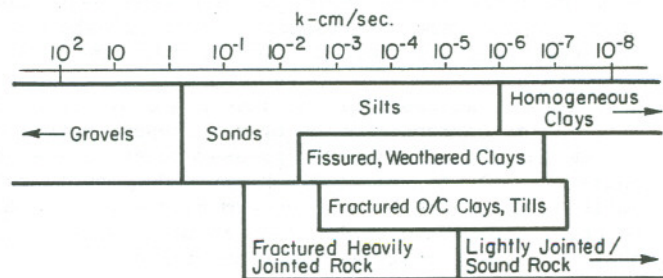 k-cm/sec.
10² 10 1 10⁻¹ 10⁻² 10⁻³ 10⁻⁴ 10⁻⁵ 10⁻⁶ 10⁻⁷ 10⁻⁸
Silts
Homogeneous
Clays
Gravels
Sands
Fissured, Weathered Clays
Fractured O/C Clays, Tills
Fractured Heavily
Jointed Rock
Lightly Jointed/
Sound Rock